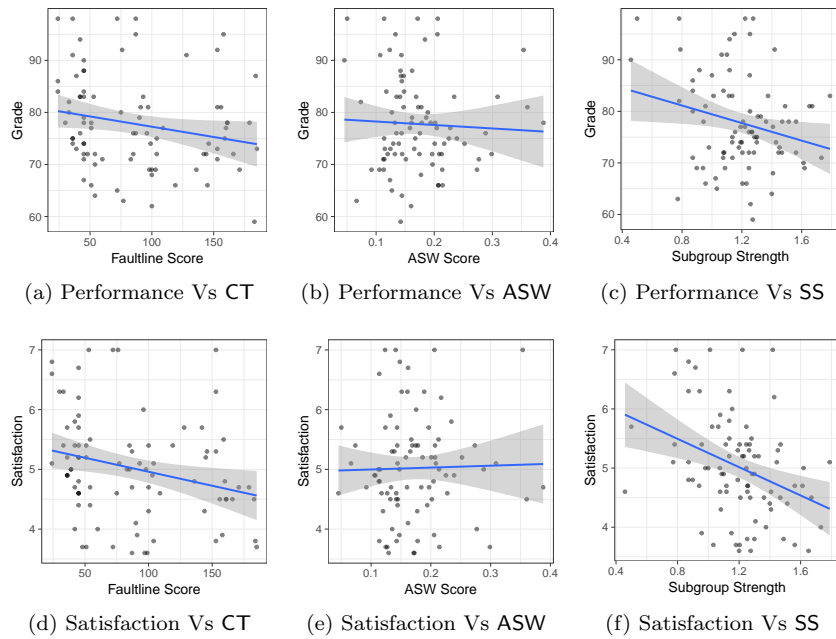 Grade
90
80
70
60
50
100
150
Faultline Score
Grade
90
80
70
60
0.1
0.2
0.3
0.4
ASW Score
Grade
90
80
70
60
0.4
0.8
1.2
1.6
Subgroup Strength
(a) Performance Vs CT
(b) Performance Vs ASW
(c) Performance Vs SS
Satisfaction
7
6
5
4
50
100
150
Faultline Score
Satisfaction
7
6
5
4
0.1
0.2
0.3
0.4
ASW Score
Satisfaction
7
6
5
4
0.4
0.8
1.2
1.6
Subgroup Strength
(d) Satisfaction Vs CT
(e) Satisfaction Vs ASW
(f) Satisfaction Vs SS